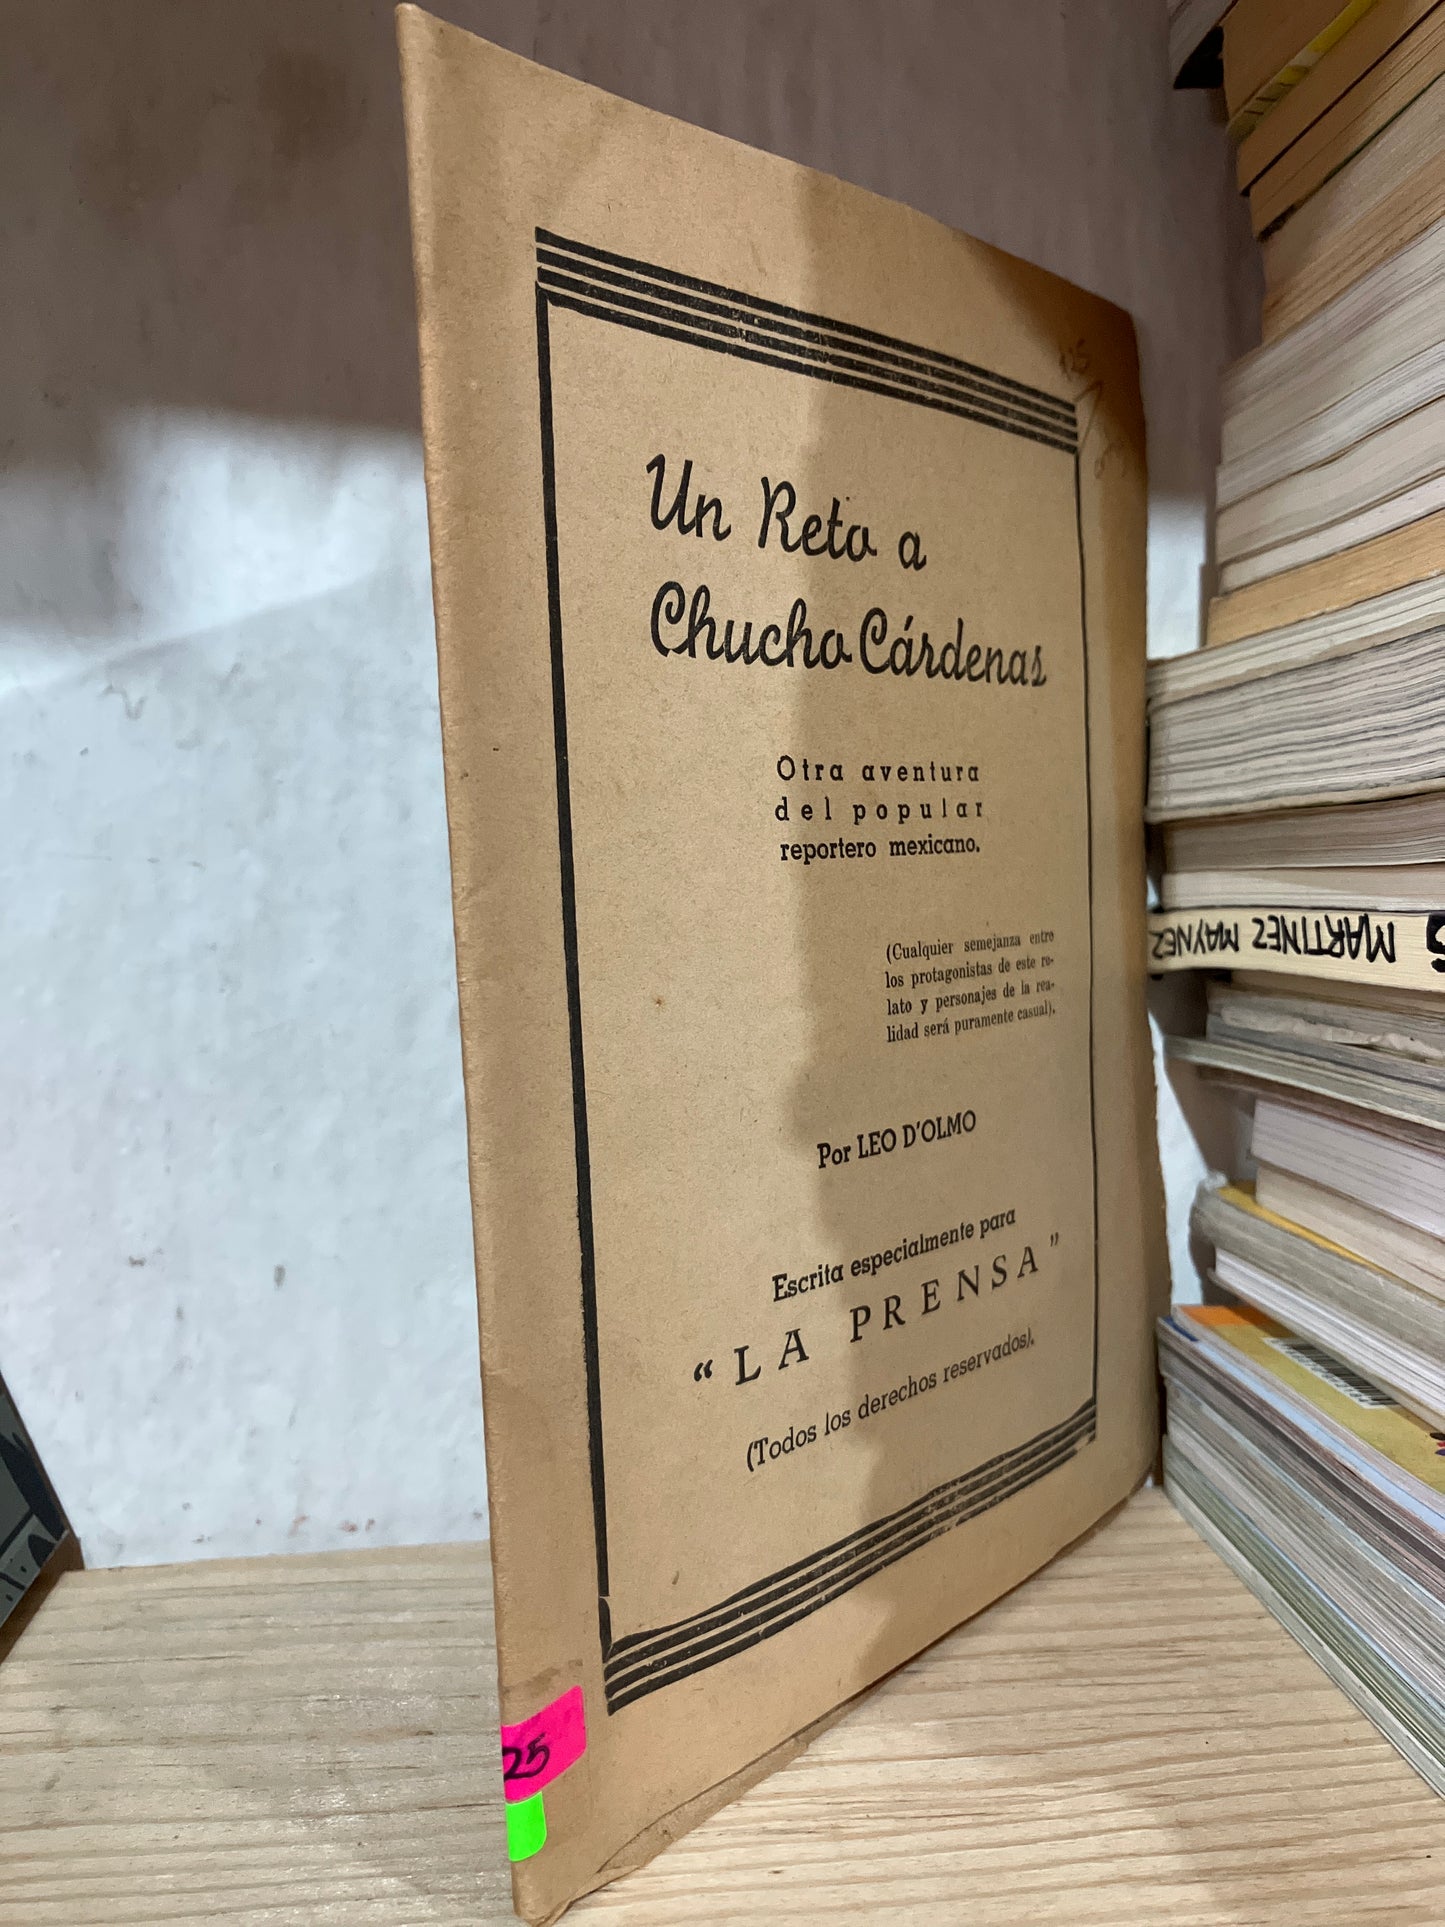 Un Reto a
Chucho Cárdenas
Otra aventura
del popular
reportero mexicano.
(Cualquier semejanza entre
los protagonistas de este re-
lato y personajes de la rea-
lidad será puramente casual).
Por LEO D'OLMO
Escrita especialmente para
"LA PRENSA"
(Todos los derechos reservados).
25
MARTINEZ MAYNEZ